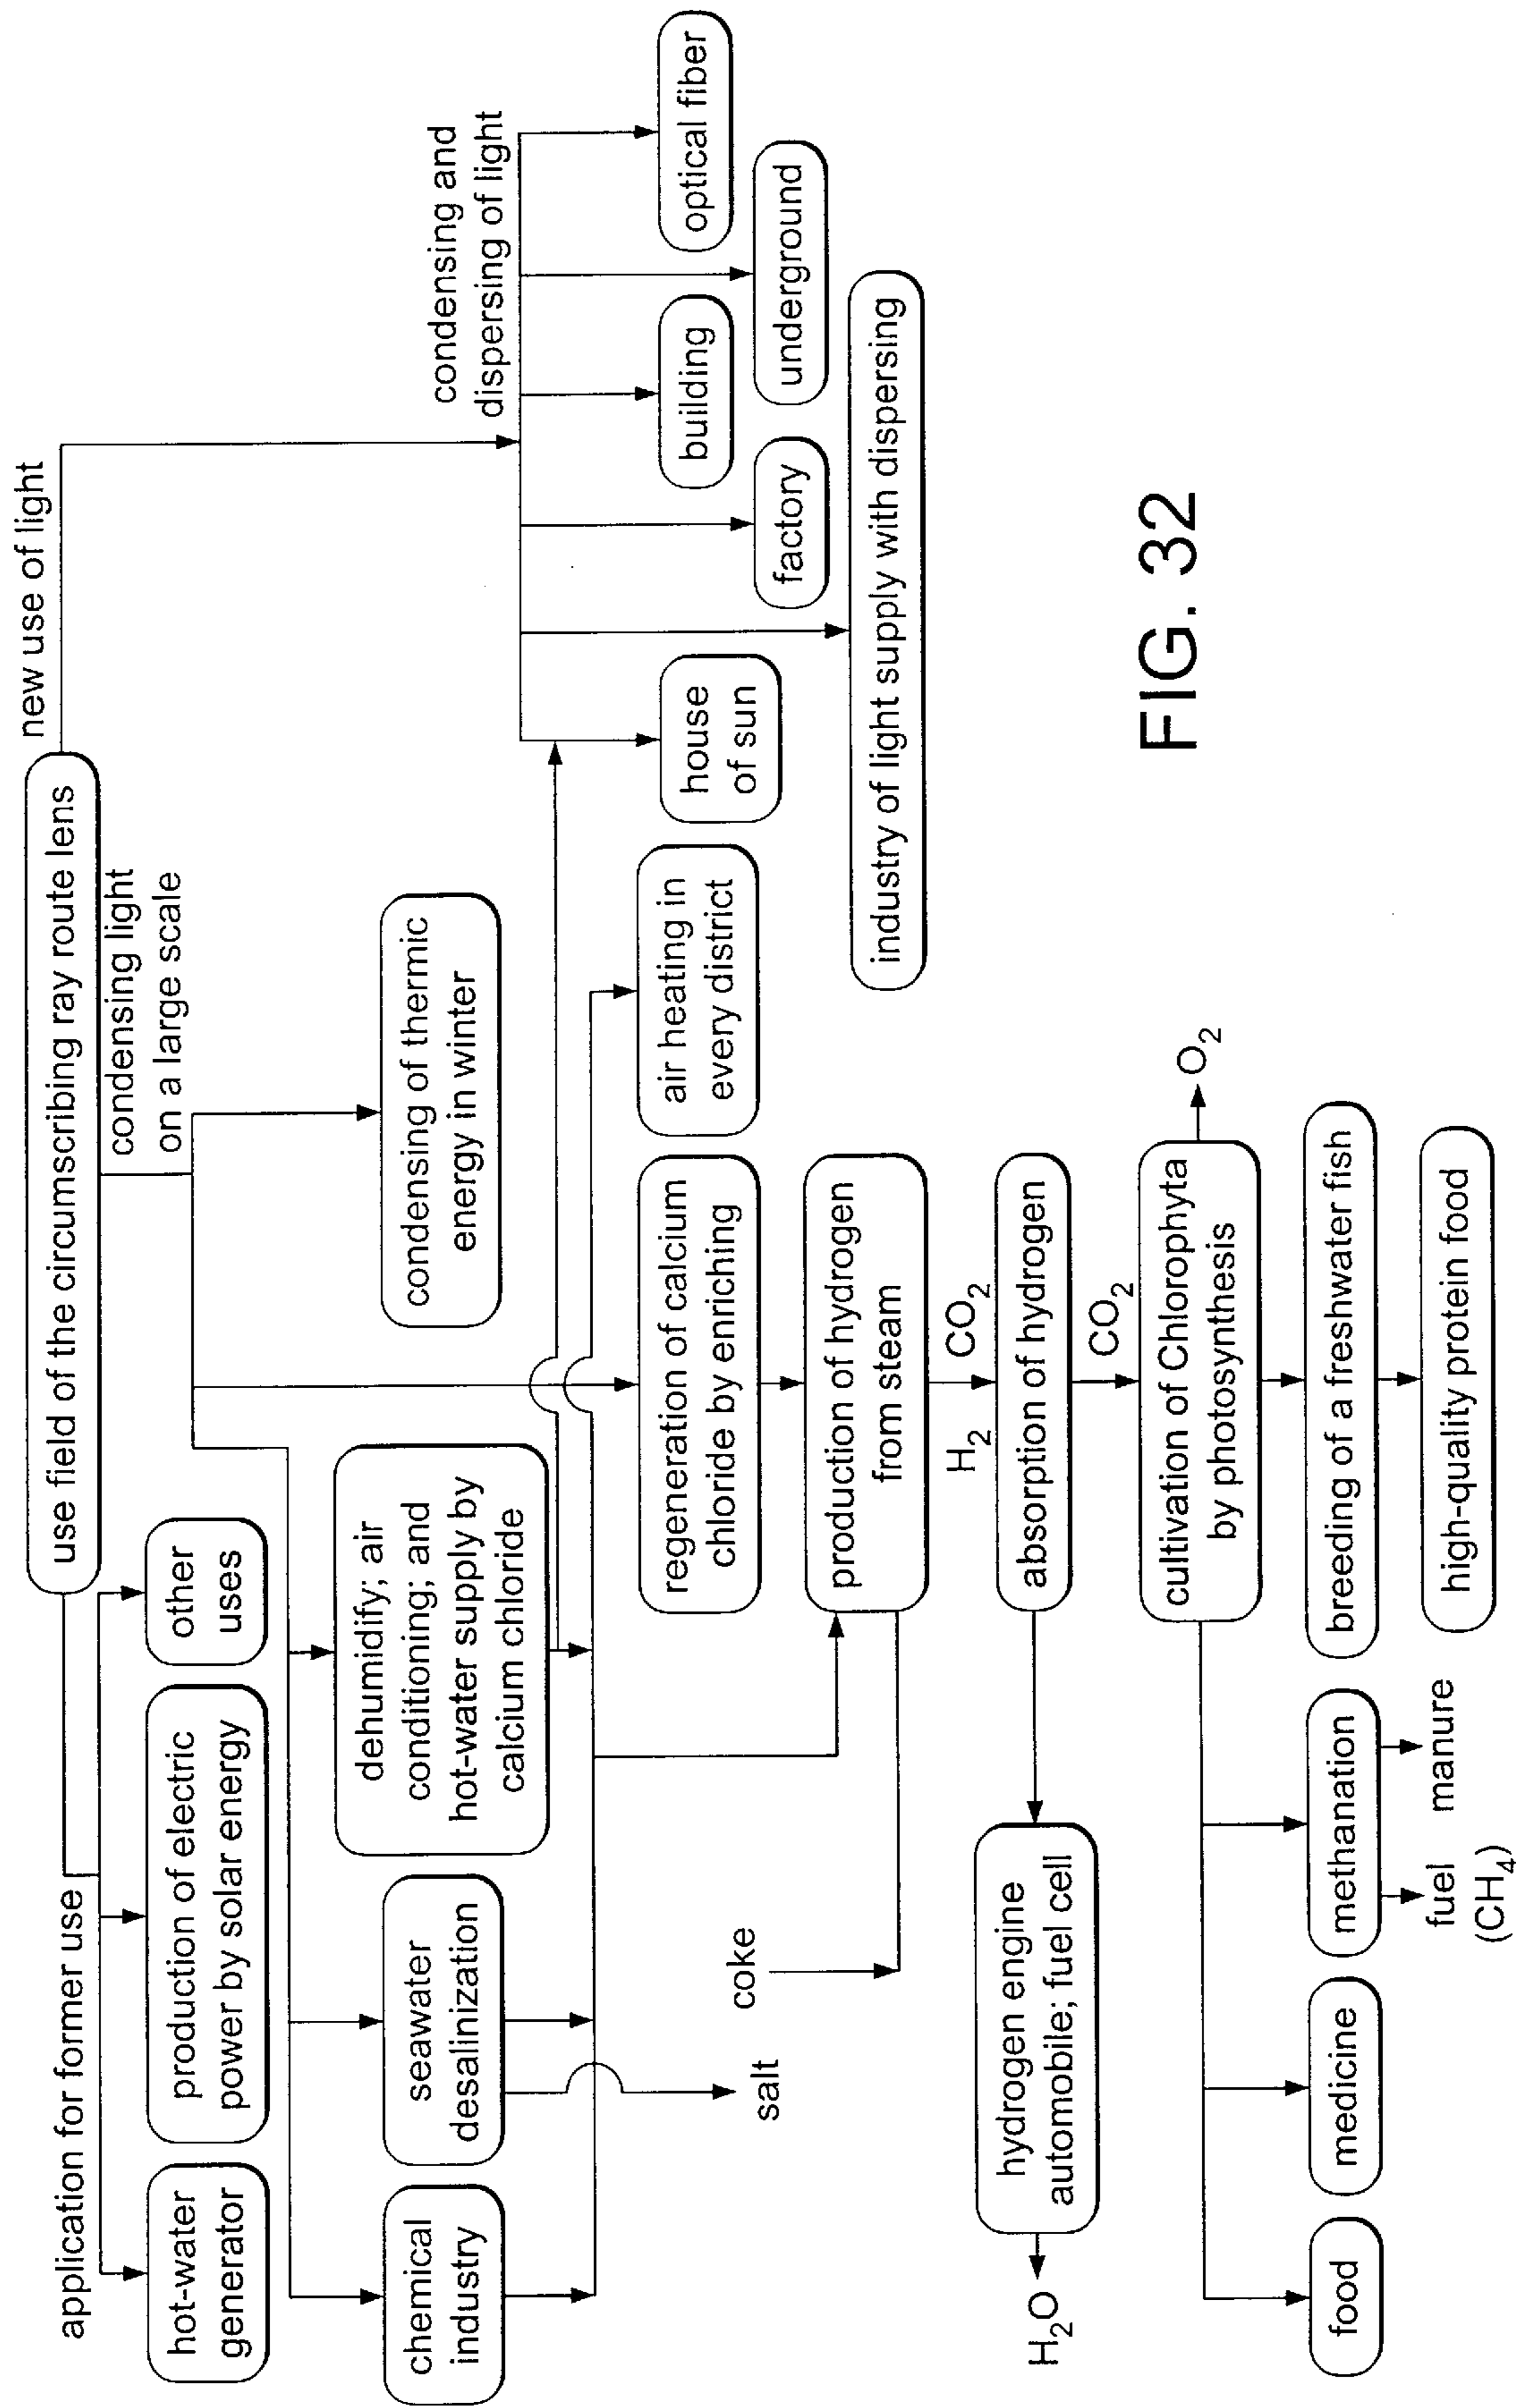 new use of light
use field of the circumscribing ray route lens
application for former use
condensing light
on a large scale
hot-water
generator
production of electric
power by solar energy
other
uses
chemical
industry
seawater
desalinization
dehumidify; air
conditioning; and
hot-water supply by
calcium chloride
condensing of thermic
energy in winter
condensing and
dispersing of light
salt
coke
regeneration of calcium
chloride by enriching
air heating in
every district
house
of sun
building
optical fiber
factory
underground
production of hydrogen
from steam
industry of light supply with dispersing
H2 CO2
hydrogen engine
automobile; fuel cell
H2O
absorption of hydrogen
CO2
cultivation of Chlorophyta
by photosynthesis
O2
food
medicine
methanation
breeding of a freshwater fish
fuel
(CH4)
manure
high-quality protein food
FIG. 32